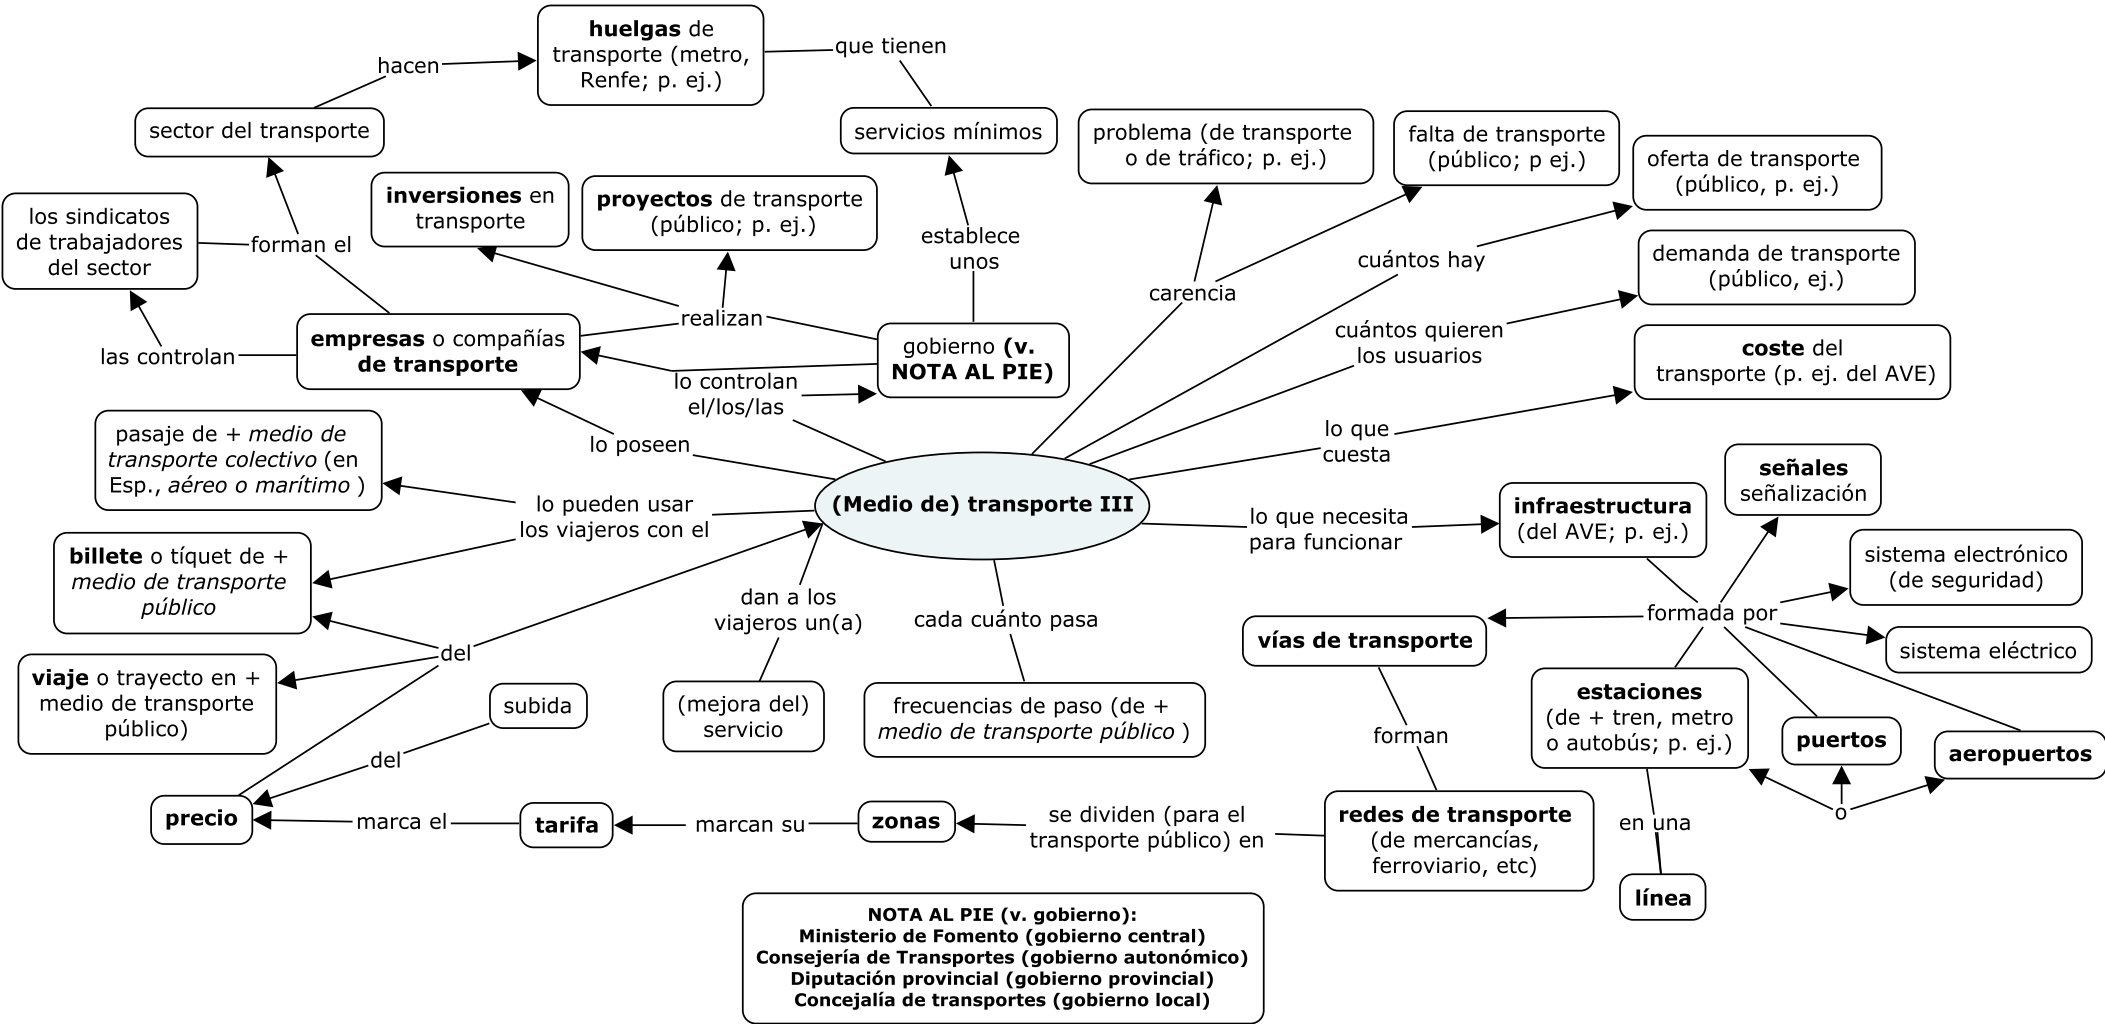 huelgas de
transporte (metro,
Renfe; p. ej.)
que tienen
hacen
sector del transporte
servicios mínimos
problema (de transporte
o de tráfico; p. ej.)
falta de transporte
(público; p ej.)
oferta de transporte
(público, p. ej.)
los sindicatos
de trabajadores
del sector
forman el
inversiones en
transporte
proyectos de transporte
(público; p. ej.)
establece
unos
carencia
cuántos hay
demanda de transporte
(público, ej.)
cuántos quieren
los usuarios
las controlan
empresas o compañías
de transporte
realizan
gobierno (v.
NOTA AL PIE)
lo controlan
el/los/las
coste del
transporte (p. ej. del AVE)
lo que
cuesta
pasaje de + medio de
transporte colectivo (en
Esp., aéreo o marítimo )
lo poseen
lo pueden usar
los viajeros con el
(Medio de) transporte III
lo que necesita
para funcionar
infraestructura
(del AVE; p. ej.)
señales
señalización
sistema electrónico
(de seguridad)
billete o tíquet de +
medio de transporte
público
dan a los
viajeros un(a)
cada cuánto pasa
vías de transporte
formada por
sistema eléctrico
viaje o trayecto en +
medio de transporte
público)
del
subida
(mejora del)
servicio
frecuencias de paso (de +
medio de transporte público )
forman
estaciones
(de + tren, metro
o autobús; p. ej.)
puertos
aeropuertos
o
del
precio
marca el
tarifa
marcan su
zonas
se dividen (para el
transporte público) en
redes de transporte
(de mercancías,
ferroviario, etc)
en una
línea
NOTA AL PIE (v. gobierno):
Ministerio de Fomento (gobierno central)
Consejería de Transportes (gobierno autonómico)
Diputación provincial (gobierno provincial)
Concejalía de transportes (gobierno local)